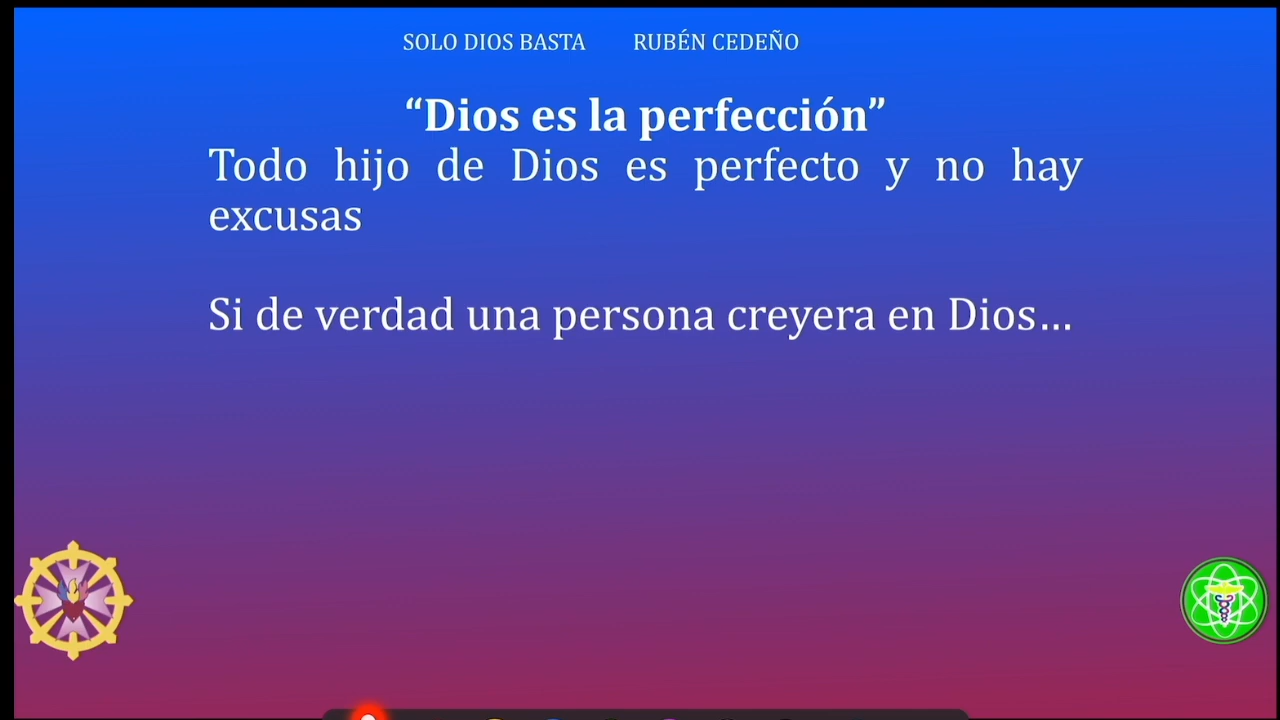 SOLO DIOS BASTA RUBÉN CEDEÑO
“Dios es la perfección”
Todo hijo de Dios es perfecto y no hay
excusas
Si de verdad una persona creyera en Dios…